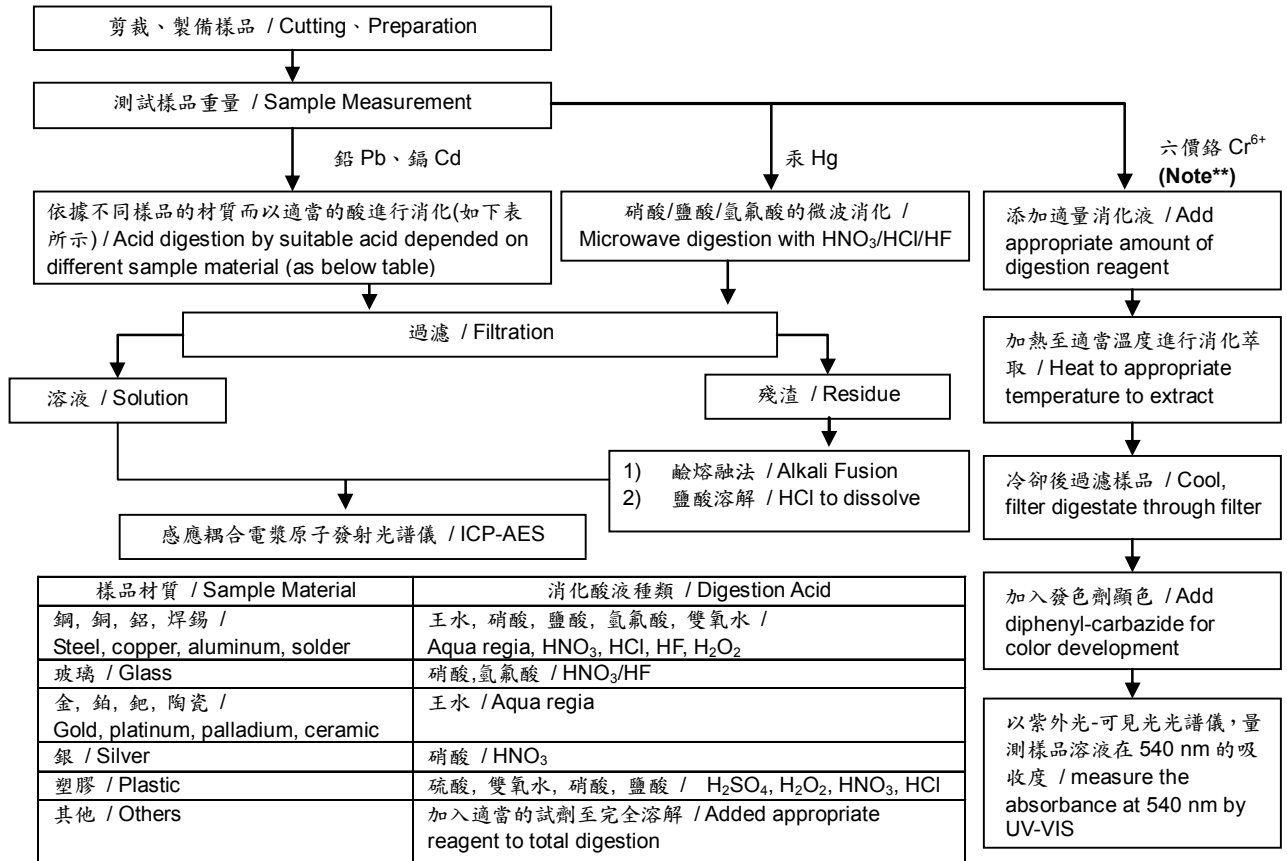 剪裁、製備樣品 / Cutting、Preparation
測試樣品重量 / Sample Measurement
鉛 Pb、鎘 Cd
汞 Hg
六價鉻 Cr⁶⁺
(Note**)
依據不同樣品的材質而以適當的酸進行消化(如下表
所示) / Acid digestion by suitable acid depended on
different sample material (as below table)
硝酸/鹽酸/氫氟酸的微波消化 /
Microwave digestion with HNO₃/HCl/HF
添加適量消化液 / Add
appropriate amount of
digestion reagent
過濾 / Filtration
加熱至適當溫度進行消化萃
取 / Heat to appropriate
temperature to extract
溶液 / Solution
殘渣 / Residue
1) 鹼熔融法 / Alkali Fusion
2) 鹽酸溶解 / HCl to dissolve
冷卻後過濾樣品 / Cool,
filter digestate through filter
感應耦合電漿原子發射光譜儀 / ICP-AES
加入發色劑顯色 / Add
diphenyl-carbazide for
color development
以紫外光-可見光光譜儀，量
測樣品溶液在 540 nm 的吸
收度 / measure the
absorbance at 540 nm by
UV-VIS
樣品材質 / Sample Material
消化酸液種類 / Digestion Acid
鋼, 銅, 鋁, 焊錫 /
Steel, copper, aluminum, solder
王水, 硝酸, 鹽酸, 氫氟酸, 雙氧水 /
Aqua regia, HNO₃, HCl, HF, H₂O₂
玻璃 / Glass
硝酸,氫氟酸 / HNO₃/HF
金, 鉑, 鈀, 陶瓷 /
Gold, platinum, palladium, ceramic
王水 / Aqua regia
銀 / Silver
硝酸 / HNO₃
塑膠 / Plastic
硫酸, 雙氧水, 硝酸, 鹽酸 / H₂SO₄, H₂O₂, HNO₃, HCl
其他 / Others
加入適當的試劑至完全溶解 / Added appropriate
reagent to total digestion